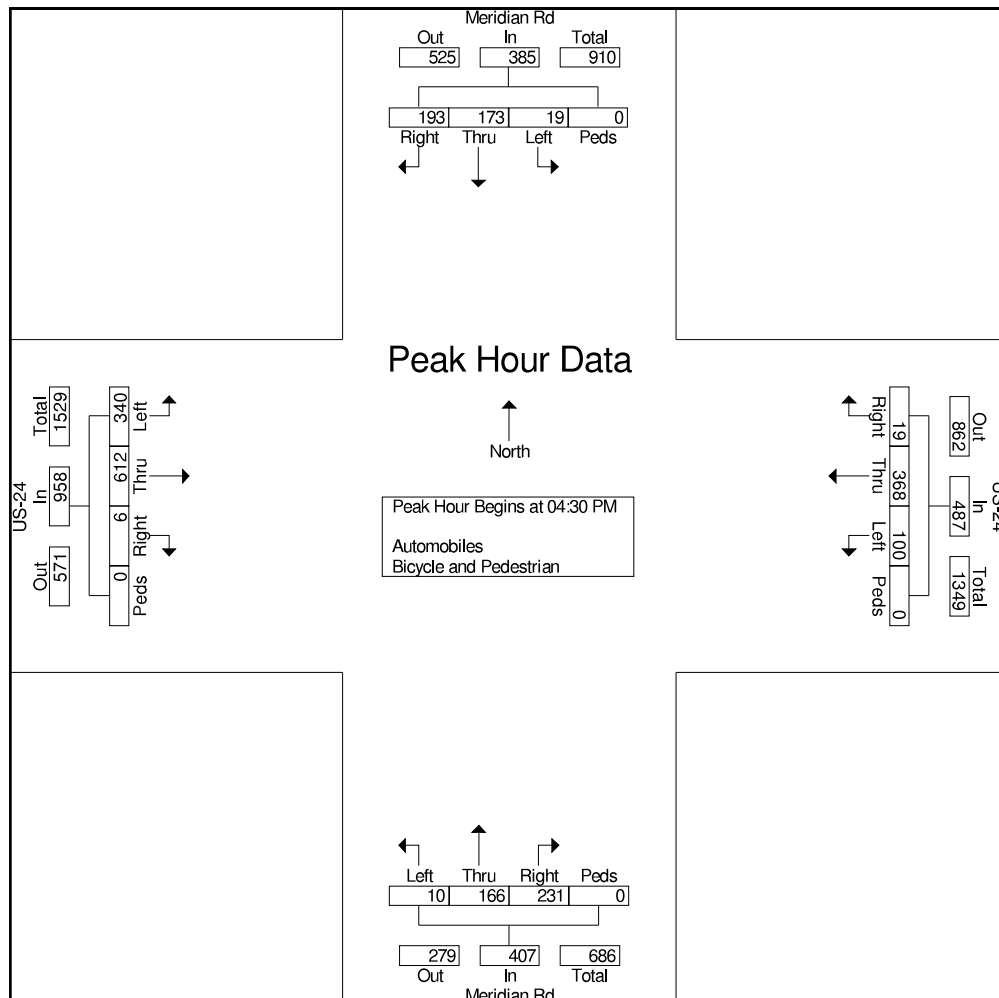 Meridian Rd
Out In Total
525 385 910
193 173 19 0
Right Thru Left Peds
Peak Hour Data
North
Peak Hour Begins at 04:30 PM
Automobiles
Bicycle and Pedestrian
US-24
Out In Total
571 958 1529
Left Thru Right Peds
340 612 6 0
Right Thru Left Peds
19 368 100 0
Out In Total
862 487 1349
US-24
Left Thru Right Peds
10 166 231 0
279 407 686
Out In Total
Meridian Rd